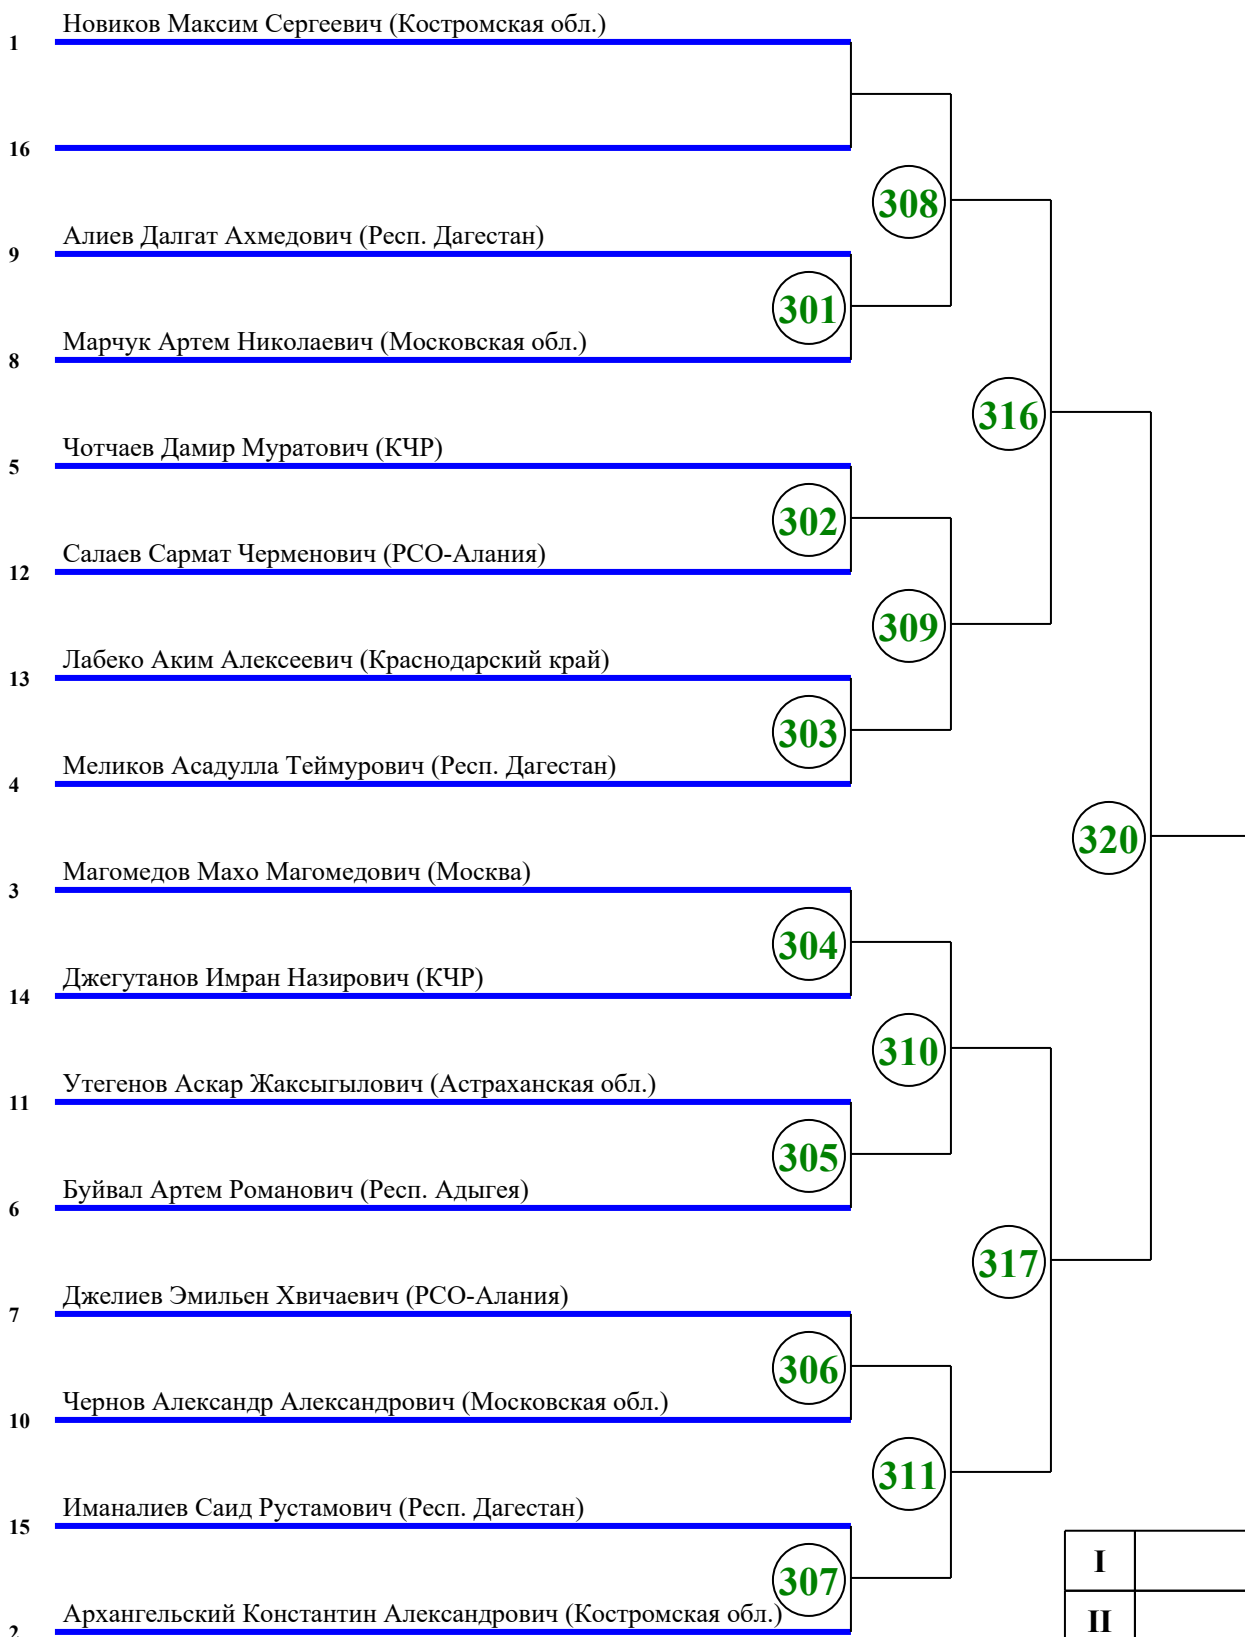 Новиков Максим Сергеевич (Костромская обл.)
1
16
308
Алиев Далгат Ахмедович (Респ. Дагестан)
9
301
Марчук Артем Николаевич (Московская обл.)
8
316
Чотчаев Дамир Муратович (КЧР)
5
302
Салаев Сармат Черменович (РСО-Алания)
12
309
Лабеко Аким Алексеевич (Краснодарский край)
13
303
Меликов Асадулла Теймурович (Респ. Дагестан)
4
320
Магомедов Махо Магомедович (Москва)
3
304
Джегутанов Имран Назирович (КЧР)
14
310
Утегенов Аскар Жаксыгылович (Астраханская обл.)
11
305
Буйвал Артем Романович (Респ. Адыгея)
6
317
Джелиев Эмильен Хвичаевич (РСО-Алания)
7
306
Чернов Александр Александрович (Московская обл.)
10
311
Иманалиев Саид Рустамович (Респ. Дагестан)
15
I
307
Архангельский Константин Александрович (Костромская обл.)
II
2